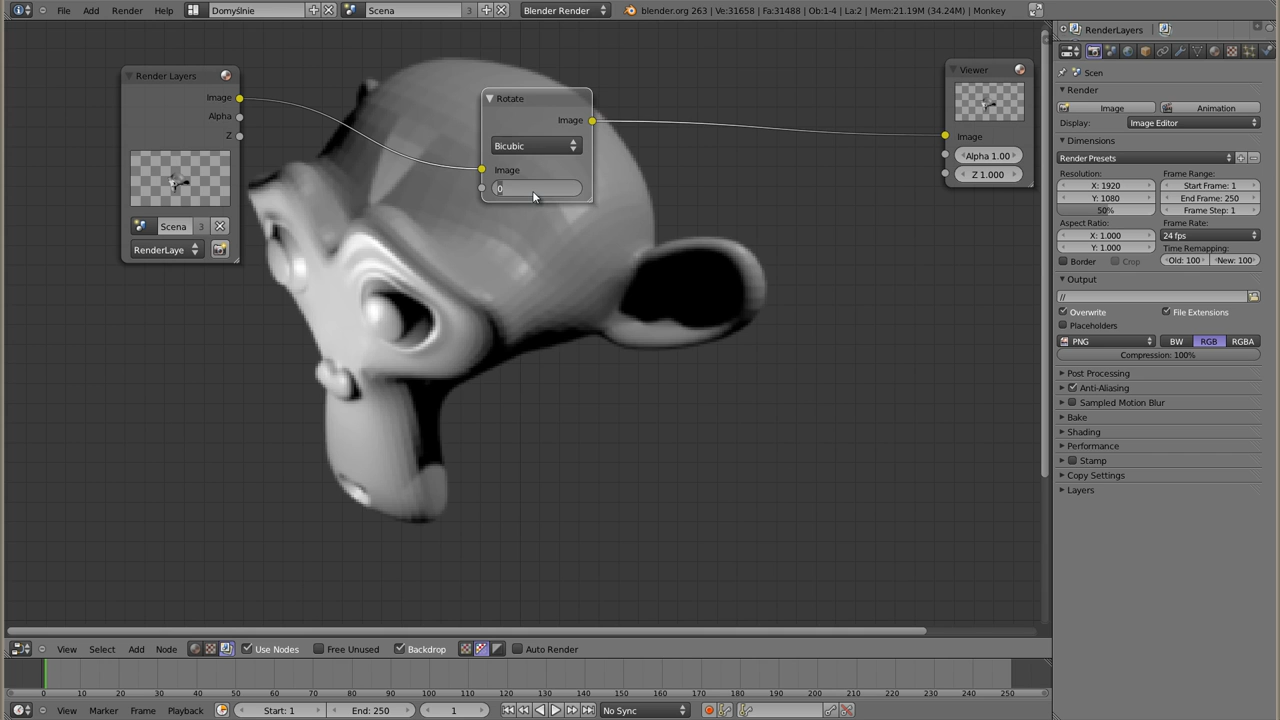 File Add Render Help Domyślnie Scena 3 Blender Render blender.org 263 | Ve:31658 | Fa:31488 | Ob:1-4 | La:2 | Mem:21.19M (34.24M) | Monkey
Render Layers
Image
Alpha
Z
Scena 3
RenderLaye
Rotate
Image
Bicubic
Image
0
Viewer
Image
Alpha 1.00
Z 1.000
RenderLayers
Scen
Render
Image Animation
Display: Image Editor
Dimensions
Render Presets
Resolution: Frame Range:
X: 1920 Start Frame: 1
Y: 1080 End Frame: 250
50% Frame Step: 1
Aspect Ratio: Frame Rate:
X: 1.000 24 fps
Y: 1.000 Time Remapping:
Border Crop Old: 100 New: 100
Output
//
Overwrite File Extensions
Placeholders
PNG BW RGB RGBA
Compression: 100%
Post Processing
Anti-Aliasing
Sampled Motion Blur
Bake
Shading
Performance
Stamp
Copy Settings
Layers
View Select Add Node Use Nodes Free Unused Backdrop Auto Render
0 10 20 30 40 50 60 70 80 90 100 110 120 130 140 150 160 170 180 190 200 210 220 230 240 250
View Marker Frame Playback Start: 1 End: 250 1 No Sync